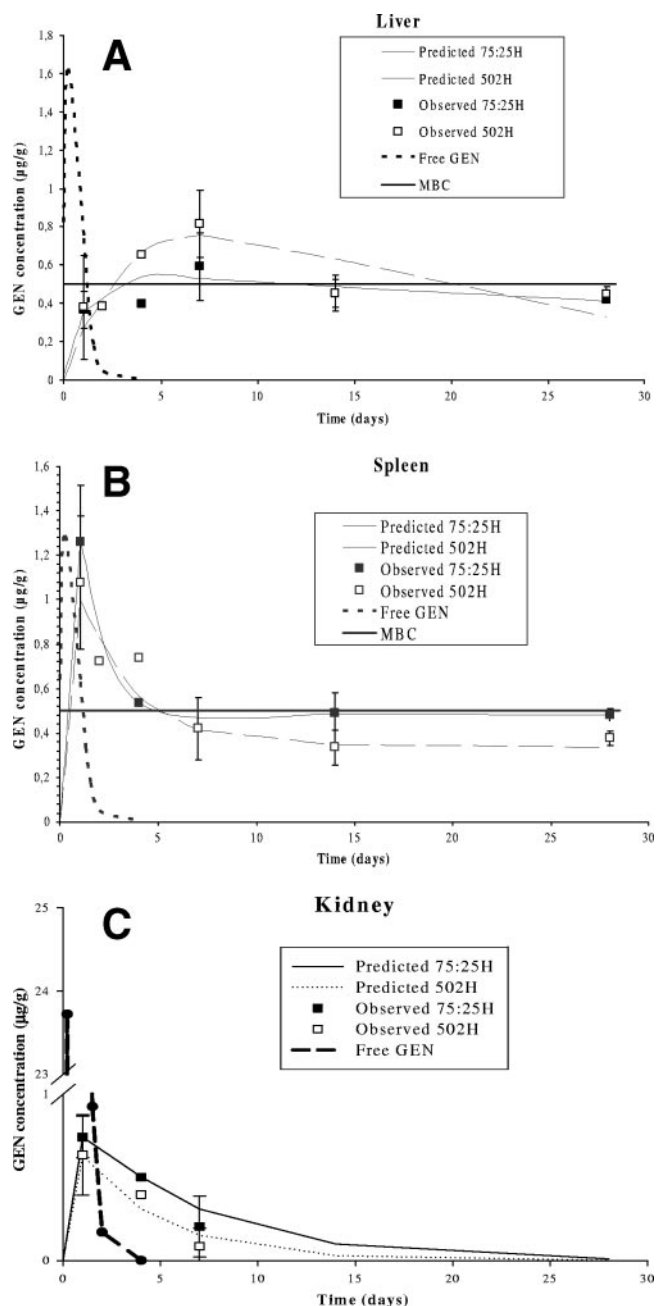 Liver
A
Predicted 75:25H
Predicted 502H
Observed 75:25H
Observed 502H
Free GEN
MBC
GEN concentration (µg/g)
1,8
1,6
1,4
1,2
1
0,8
0,6
0,4
0,2
0
0 5 10 15 20 25 30
Time (days)
Spleen
B
Predicted 75:25H
Predicted 502H
Observed 75:25H
Observed 502H
Free GEN
MBC
GEN concentration (µg/g)
1,6
1,4
1,2
1
0,8
0,6
0,4
0,2
0
0 5 10 15 20 25 30
Time (days)
Kidney
C
Predicted 75:25H
Predicted 502H
Observed 75:25H
Observed 502H
Free GEN
GEN concentration (µg/g)
25
24
23
1
0
0 5 10 15 20 25 30
Time (days)